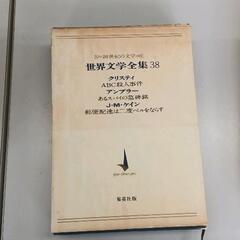 20世紀の文学
世界文学全集38
クリスティ
ABC殺人事件
アンブラー
あるスパイの墓碑銘
J・M・ケイン
郵便配達は二度ベルをならす
集英社版